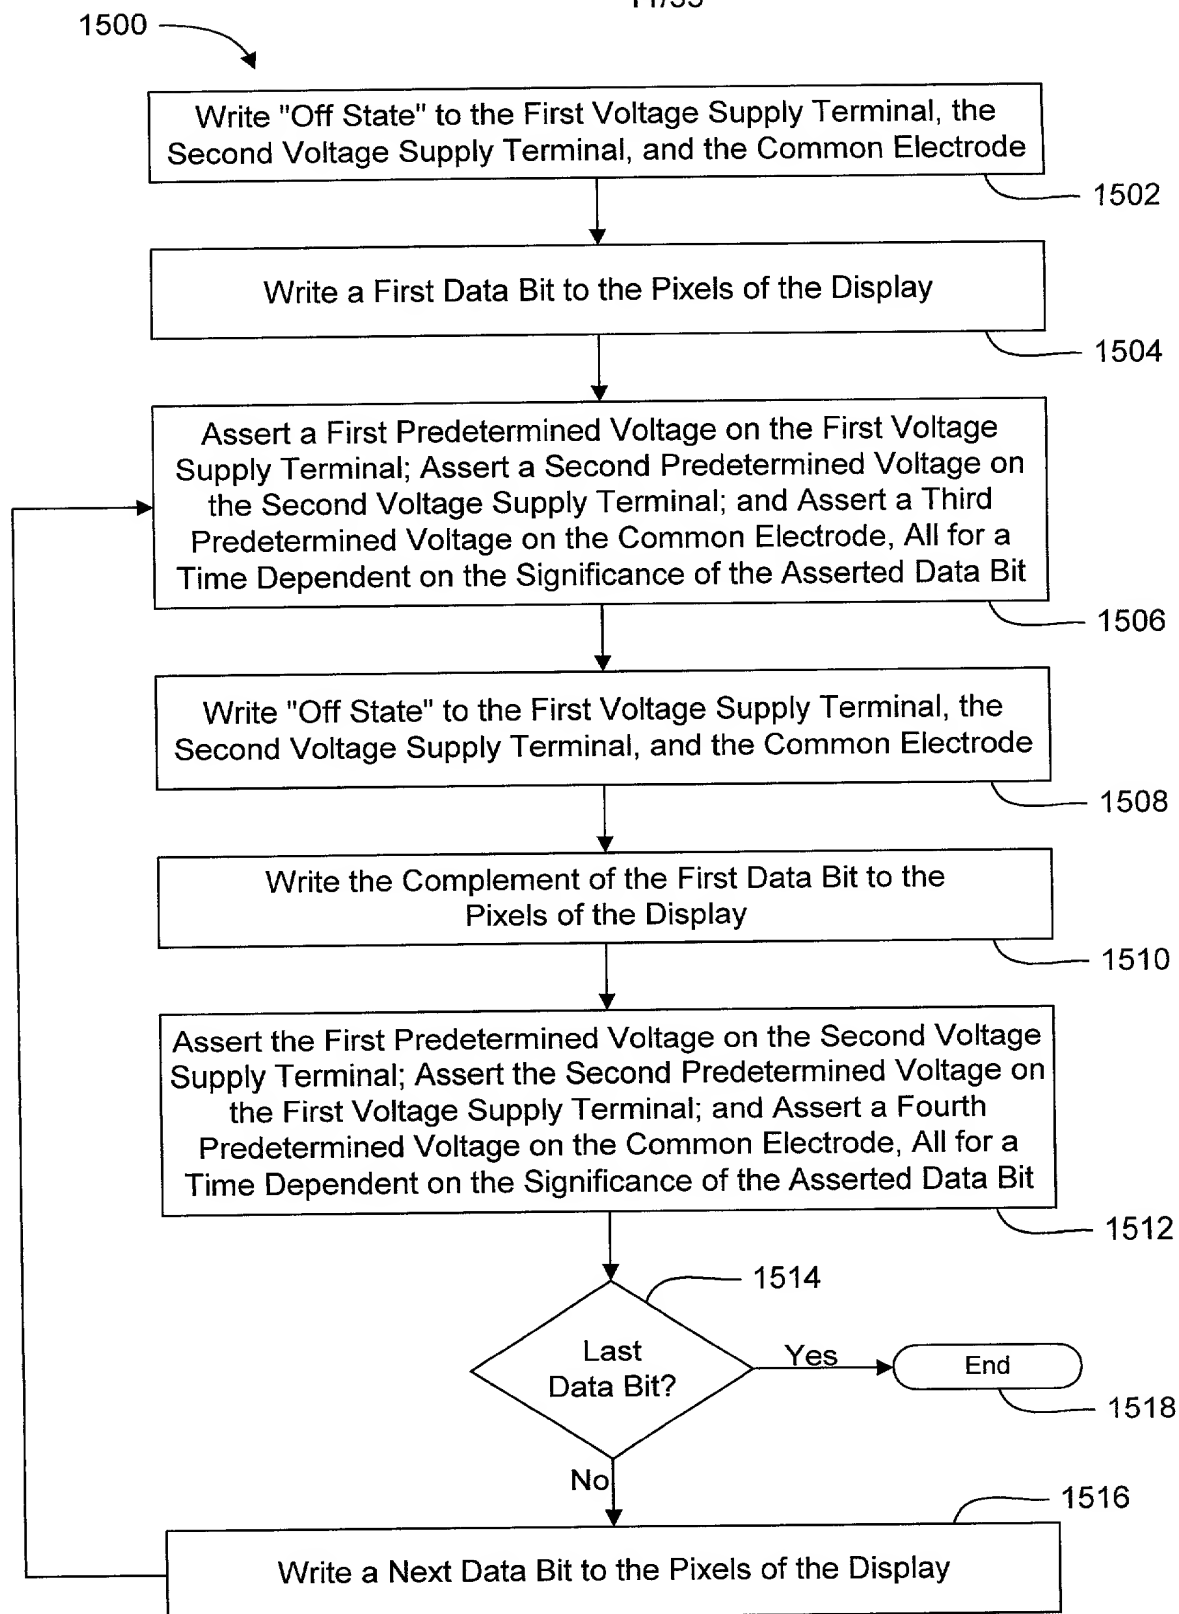 1500
Write "Off State" to the First Voltage Supply Terminal, the
Second Voltage Supply Terminal, and the Common Electrode
1502
Write a First Data Bit to the Pixels of the Display
1504
Assert a First Predetermined Voltage on the First Voltage
Supply Terminal; Assert a Second Predetermined Voltage on
the Second Voltage Supply Terminal; and Assert a Third
Predetermined Voltage on the Common Electrode, All for a
Time Dependent on the Significance of the Asserted Data Bit
1506
Write "Off State" to the First Voltage Supply Terminal, the
Second Voltage Supply Terminal, and the Common Electrode
1508
Write the Complement of the First Data Bit to the
Pixels of the Display
1510
Assert the First Predetermined Voltage on the Second Voltage
Supply Terminal; Assert the Second Predetermined Voltage on
the First Voltage Supply Terminal; and Assert a Fourth
Predetermined Voltage on the Common Electrode, All for a
Time Dependent on the Significance of the Asserted Data Bit
1512
1514
Last
Data Bit?
Yes
End
1518
No
1516
Write a Next Data Bit to the Pixels of the Display